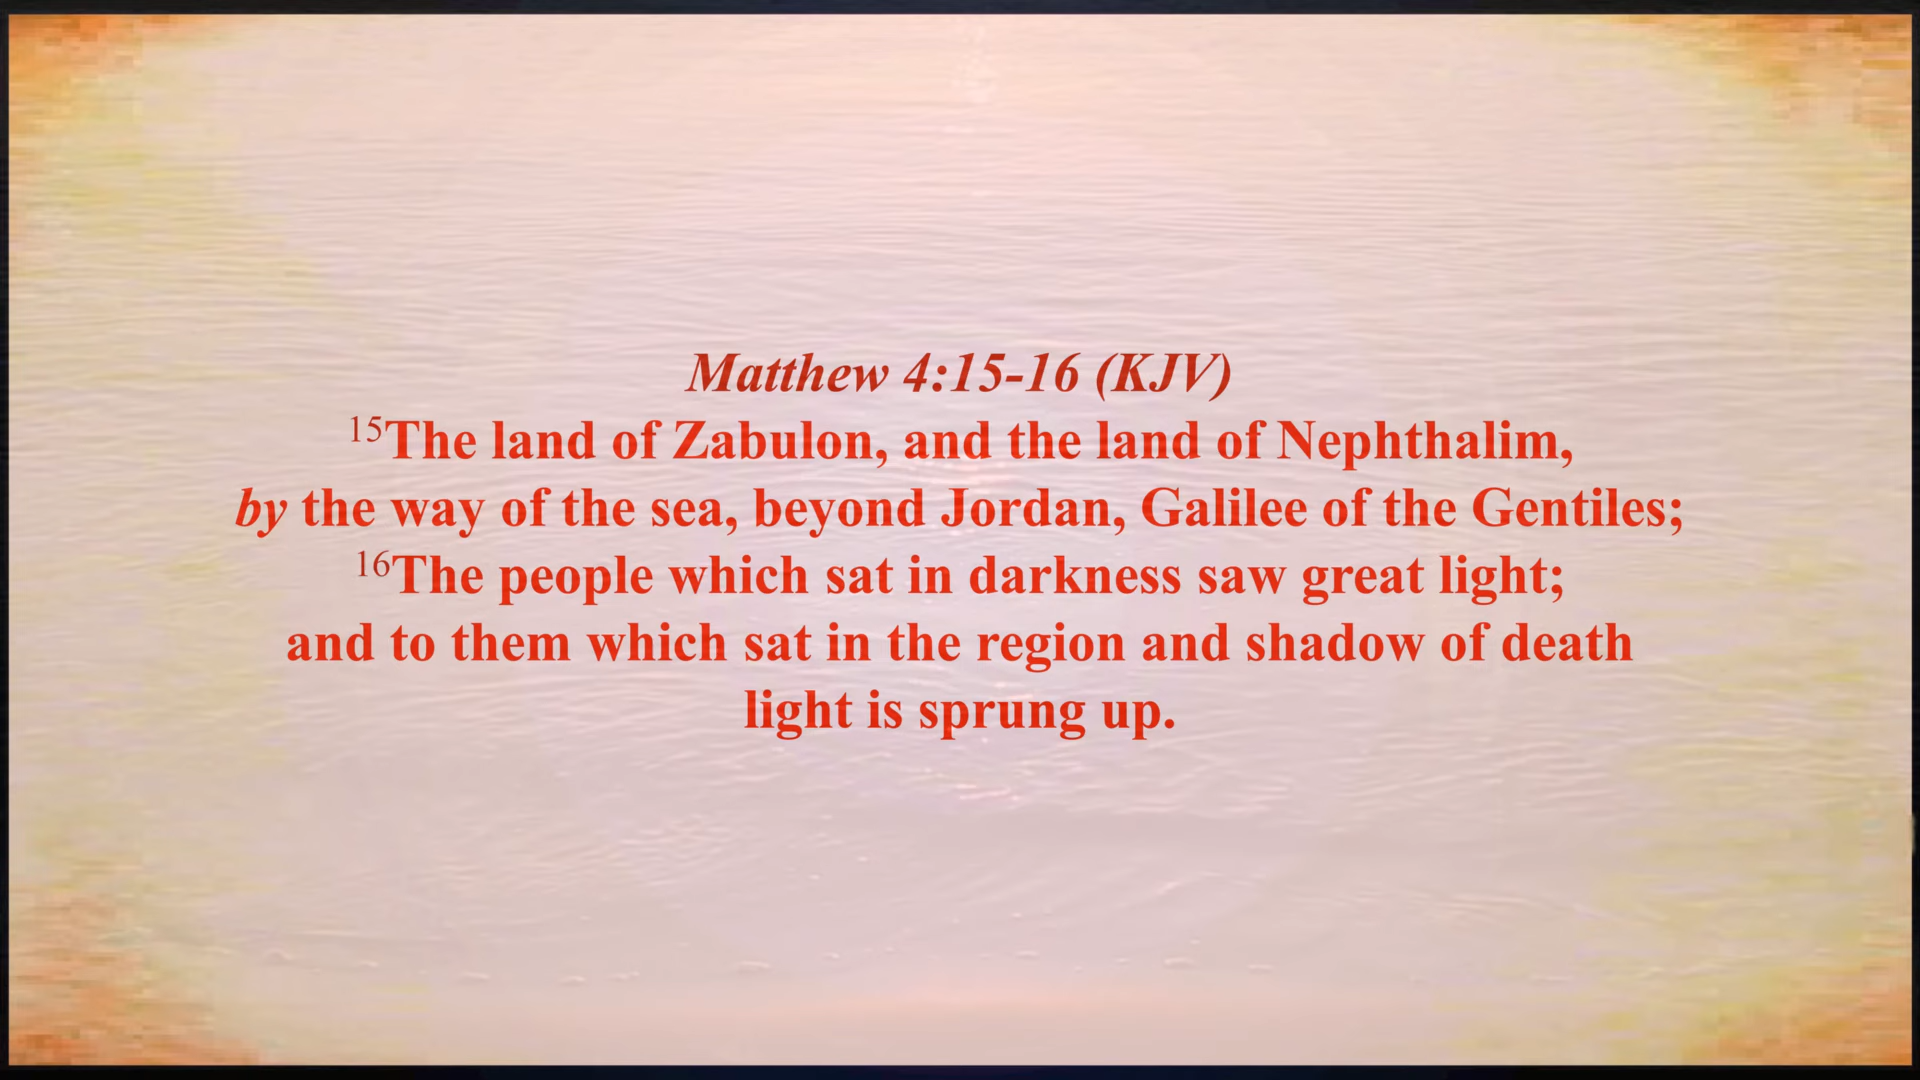 Matthew 4:15-16 (KJV)
15The land of Zabulon, and the land of Nephthalim,
by the way of the sea, beyond Jordan, Galilee of the Gentiles;
16The people which sat in darkness saw great light;
and to them which sat in the region and shadow of death
light is sprung up.